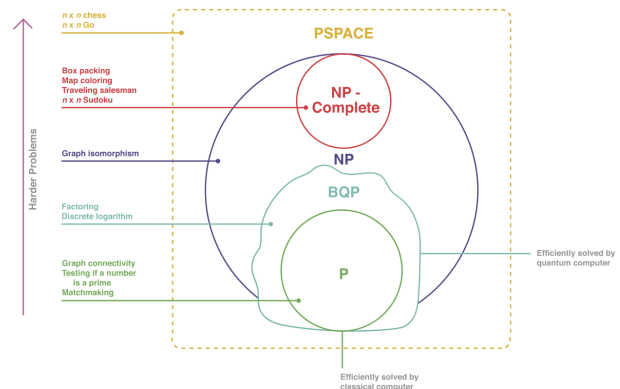 n x n chess
n x n Go
PSPACE
Box packing
Map coloring
Traveling salesman
n x n Sudoku
NP -
Complete
Graph isomorphism
NP
BQP
Factoring
Discrete logarithm
Efficiently solved by
quantum computer
Graph connectivity
Testing if a number
is a prime
Matchmaking
P
Efficiently solved by
classical computer
Harder Problems